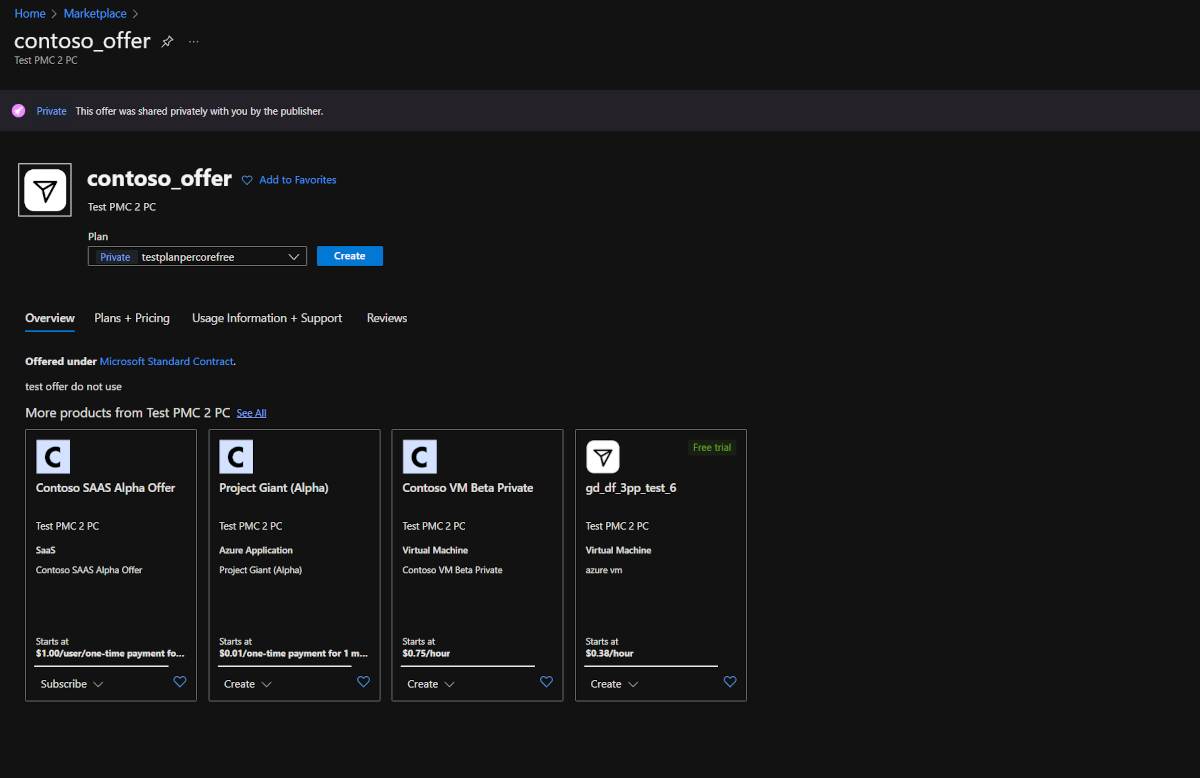 Home > Marketplace >
contoso_offer ...
Test PMC 2 PC
Private This offer was shared privately with you by the publisher.
contoso_offer Add to Favorites
Test PMC 2 PC
Plan
Private testplanpercorefree Create
Overview Plans + Pricing Usage Information + Support Reviews
Offered under Microsoft Standard Contract.
test offer do not use
More products from Test PMC 2 PC See All
C
Contoso SAAS Alpha Offer
Test PMC 2 PC
SaaS
Contoso SAAS Alpha Offer
Starts at
$1.00/user/one-time payment fo...
Subscribe
C
Project Giant (Alpha)
Test PMC 2 PC
Azure Application
Project Giant (Alpha)
Starts at
$0.01/one-time payment for 1 m...
Create
C
Contoso VM Beta Private
Test PMC 2 PC
Virtual Machine
Contoso VM Beta Private
Starts at
$0.75/hour
Create
Free trial
gd_df_3pp_test_6
Test PMC 2 PC
Virtual Machine
azure vm
Starts at
$0.38/hour
Create